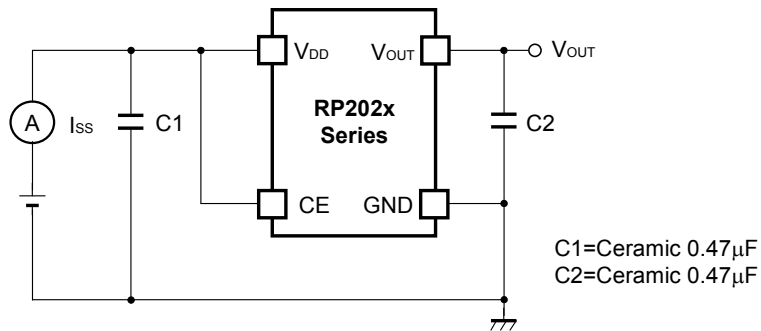 VDD
VOUT
VOUT
RP202x
Series
A
ISS
C1
C2
CE
GND
C1=Ceramic 0.47μF
C2=Ceramic 0.47μF